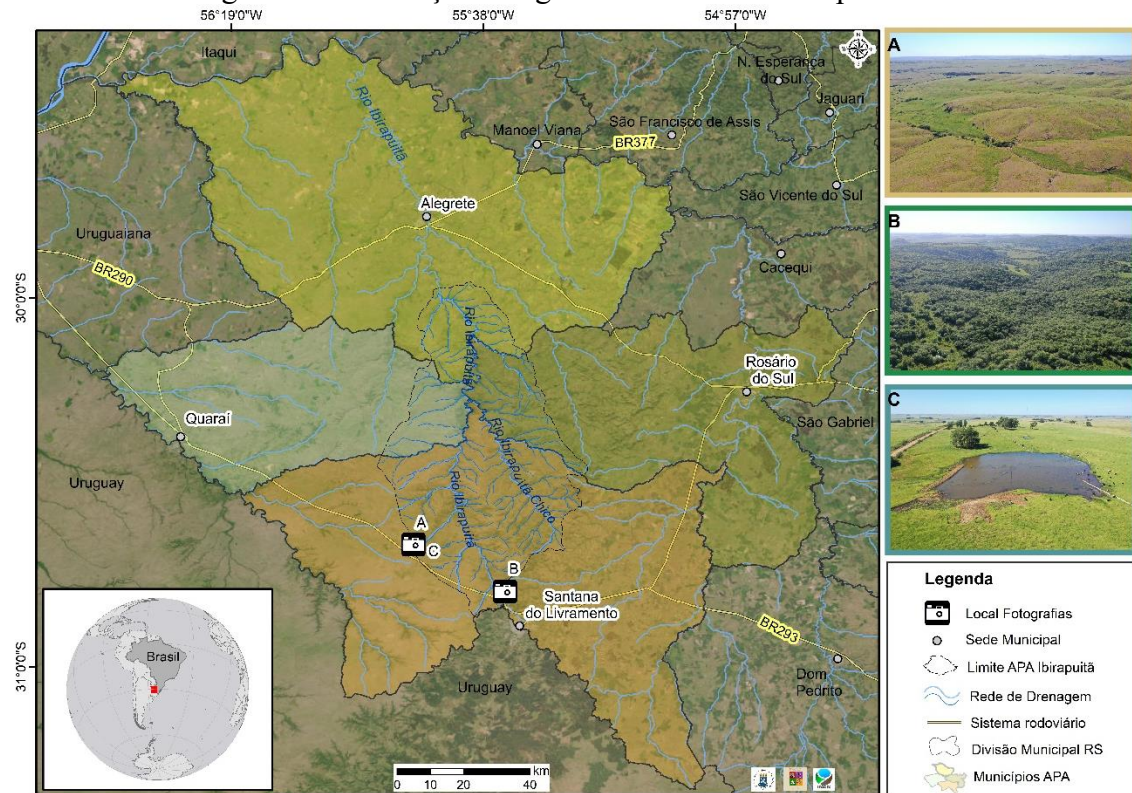 56°19'0"W
55°38'0"W
54°57'0"W
30°0'0"S
31°0'0"S
Itaqui
Rio Ibirapuitã
N. Esperança
do Sul
Jaguari
Manoel Viana
São Francisco de Assis
BR377
São Vicente do Sul
Alegrete
Uruguaiana
BR290
Cacequi
Rio Ibirapuitã
Rosário
do Sul
Quaraí
São Gabriel
Uruguay
Rio Ibirapuitã
Rio Ibirapuitã Chico
A
C
B
Santana
do Livramento
BR293
Dom
Pedrito
Uruguay
Brasil
0 10 20 40
km
A
B
C
Legenda
Local Fotografias
Sede Municipal
Limite APA Ibirapuitã
Rede de Drenagem
Sistema rodoviário
Divisão Municipal RS
Municípios APA